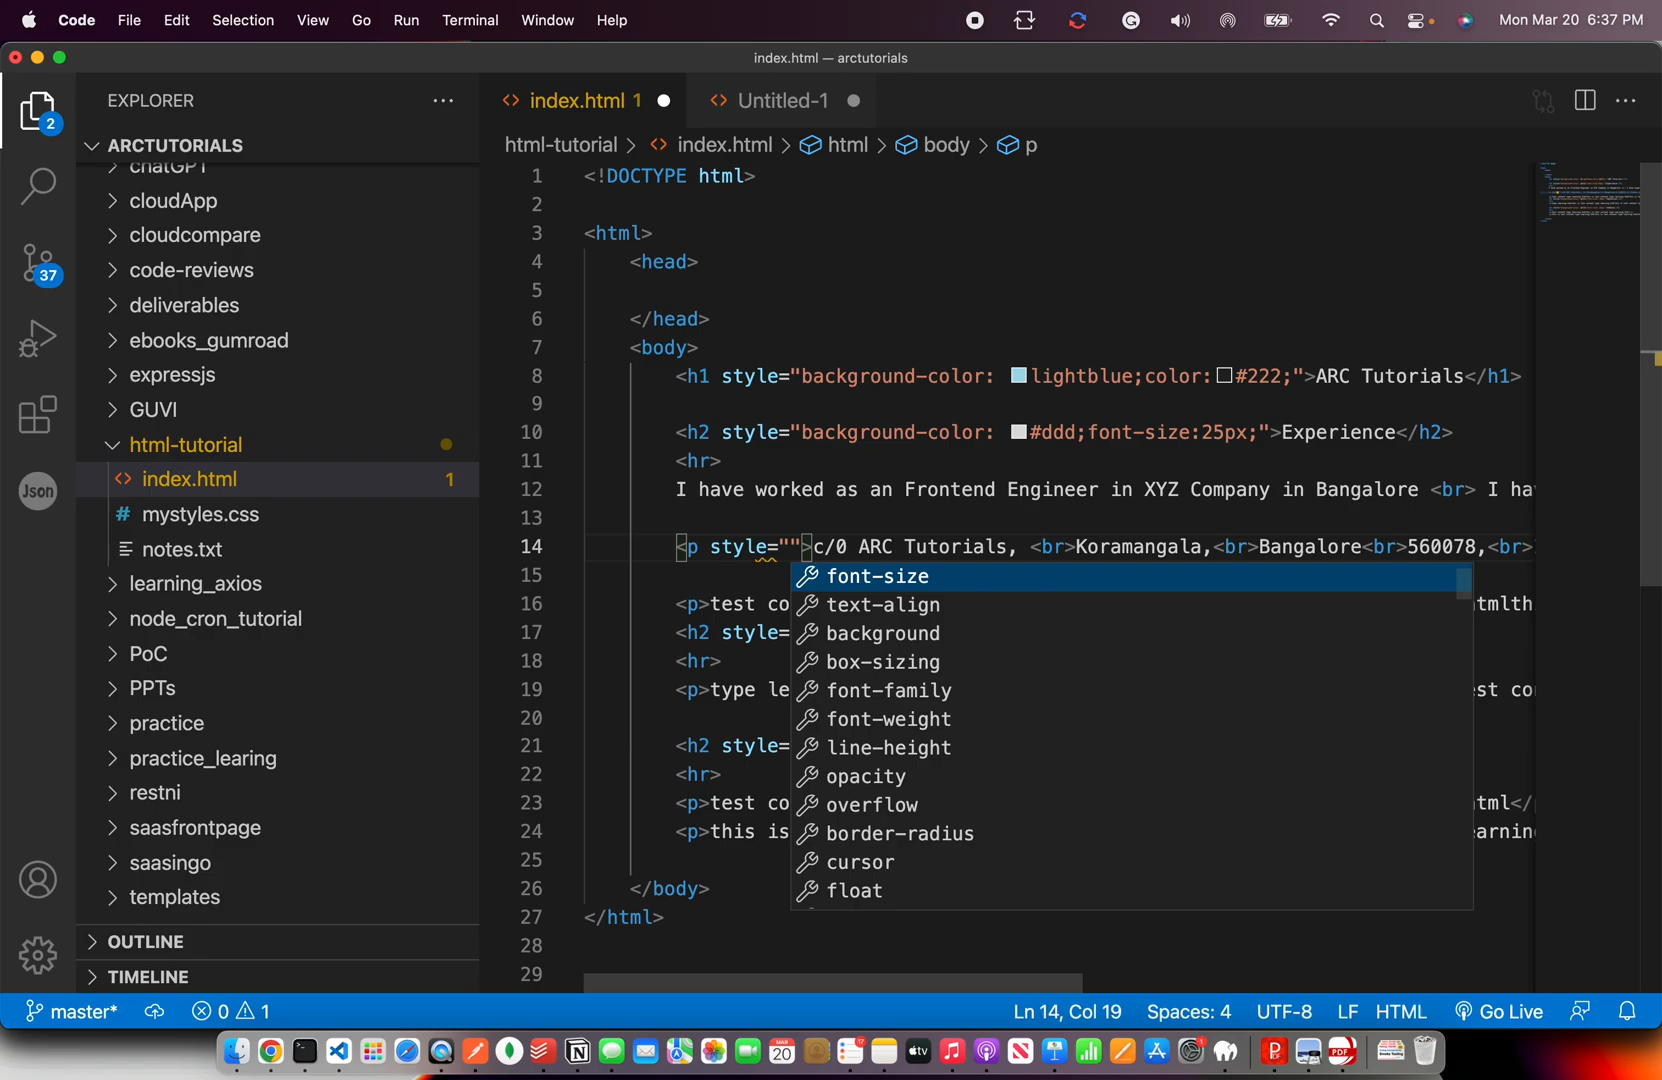 Code File Edit Selection View Go Run Terminal Window Help Mon Mar 20 6:37 PM
index.html — arctutorials
EXPLORER
index.html 1
Untitled-1
2
ARCTUTORIALS
html-tutorial > index.html > html > body > p
chatGPT
cloudApp
cloudcompare
37
code-reviews
deliverables
ebooks_gumroad
expressjs
GUVI
html-tutorial
Json
index.html 1
mystyles.css
notes.txt
learning_axios
node_cron_tutorial
PoC
PPTs
practice
practice_learing
restni
saasfrontpage
saasingo
templates
OUTLINE
TIMELINE
1 <!DOCTYPE html>
2
3 <html>
4 <head>
5
6 </head>
7 <body>
8 <h1 style="background-color: lightblue;color:#222;">ARC Tutorials</h1>
9
10 <h2 style="background-color: #ddd;font-size:25px;">Experience</h2>
11 <hr>
12 I have worked as an Frontend Engineer in XYZ Company in Bangalore <br> I ha
13
14 <p style="">c/0 ARC Tutorials, <br>Koramangala,<br>Bangalore<br>560078,<br>
15
16 <p>test co tmlth
17 <h2 style=
18 <hr>
19 <p>type le st co
20
21 <h2 style=
22 <hr>
23 <p>test co tml</
24 <p>this is earnin
25
26 </body>
27 </html>
28
29
font-size
text-align
background
box-sizing
font-family
font-weight
line-height
opacity
overflow
border-radius
cursor
float
master* 0 1 Ln 14, Col 19 Spaces: 4 UTF-8 LF HTML Go Live